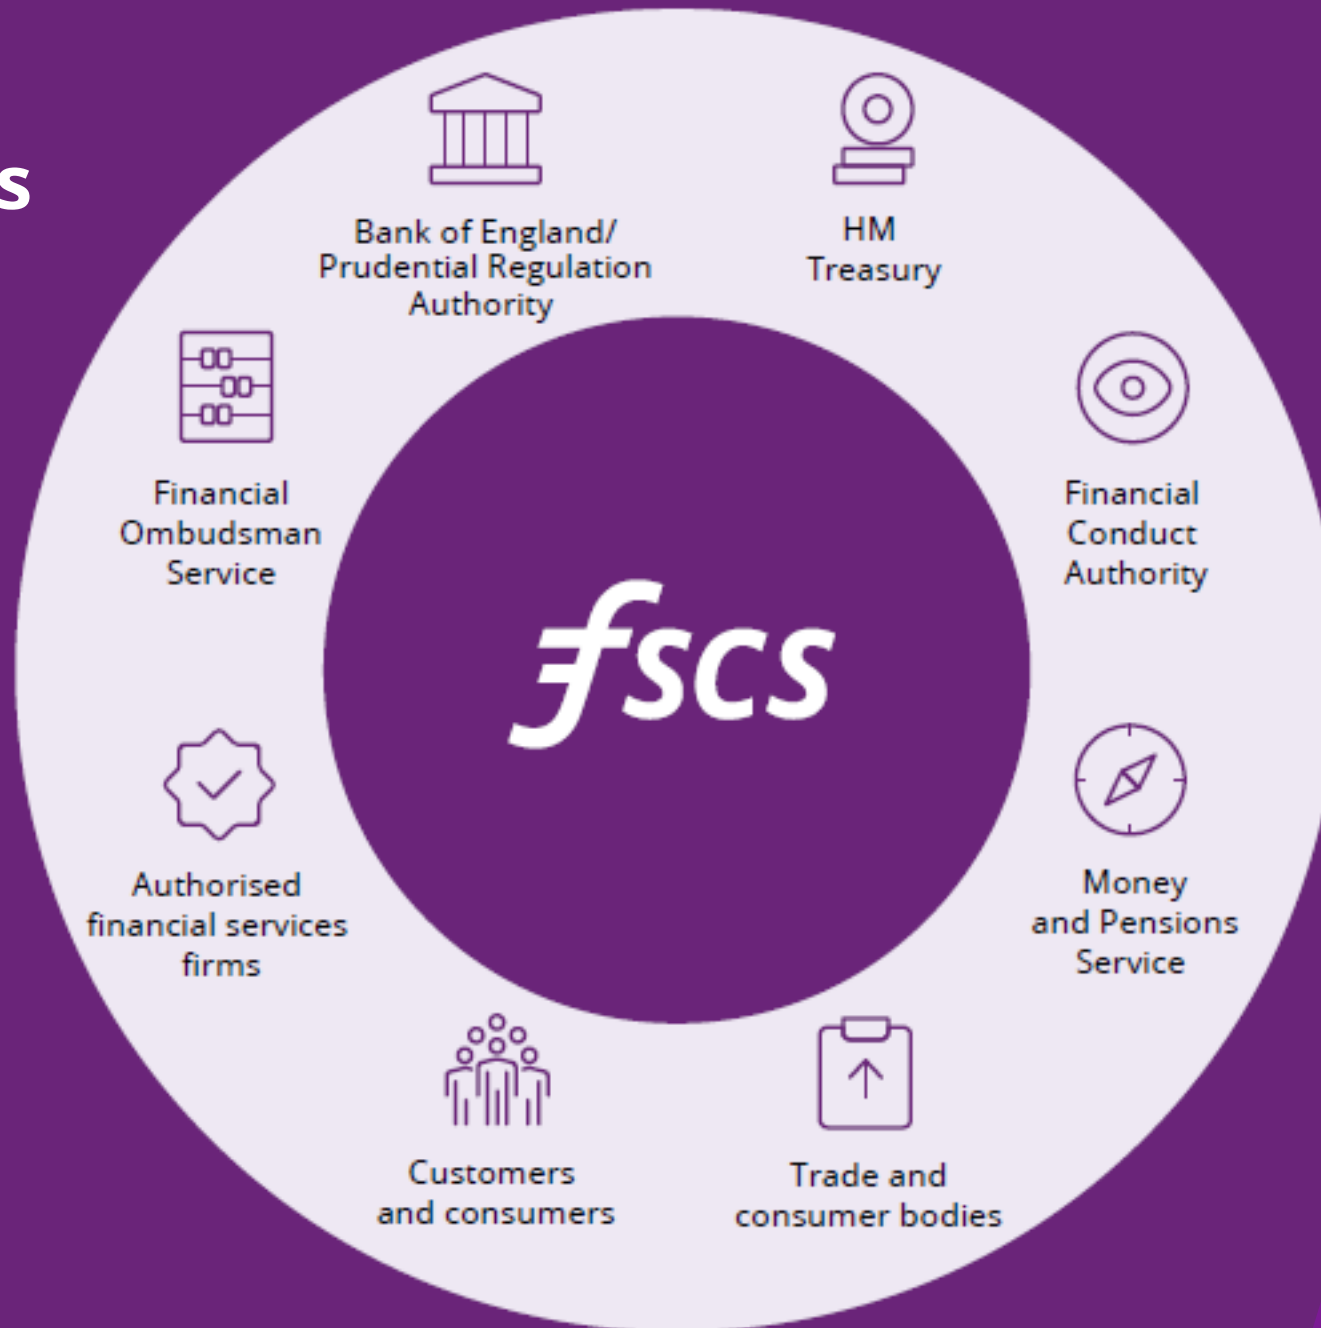 s
Bank of England/
Prudential Regulation
Authority
HM
Treasury
Financial
Ombudsman
Service
Financial
Conduct
Authority
fscs
Authorised
financial services
firms
Money
and Pensions
Service
Customers
and consumers
Trade and
consumer bodies